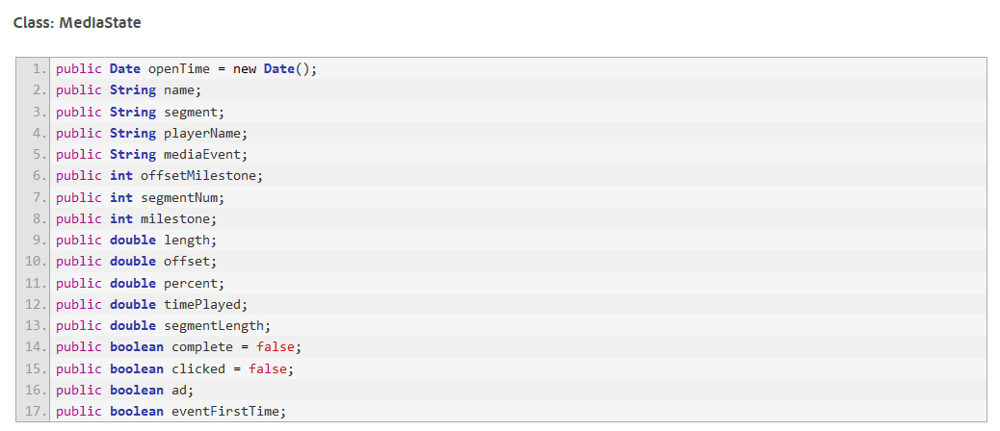 Class: MediaState
1. public Date openTime = new Date();
2. public String name;
3. public String segment;
4. public String playerName;
5. public String mediaEvent;
6. public int offsetMilestone;
7. public int segmentNum;
8. public int milestone;
9. public double length;
10. public double offset;
11. public double percent;
12. public double timePlayed;
13. public double segmentLength;
14. public boolean complete = false;
15. public boolean clicked = false;
16. public boolean ad;
17. public boolean eventFirstTime;